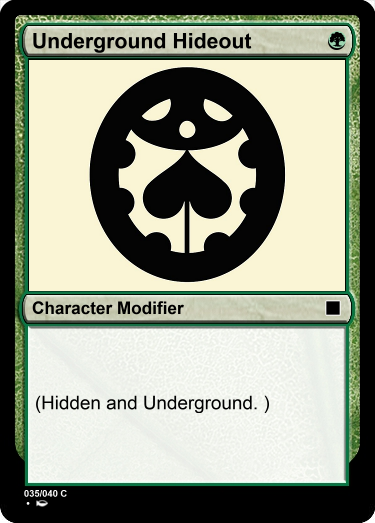 Underground Hideout
Character Modifier
(Hidden and Underground. )
035/040 C